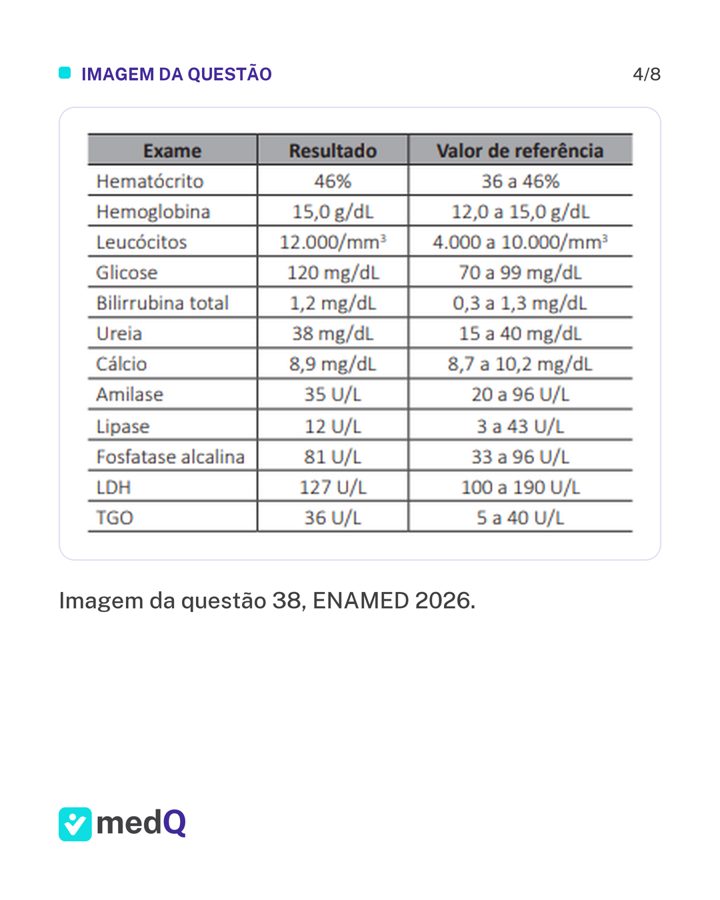 IMAGEM DA QUESTÃO 4/8
Exame Resultado Valor de referência
Hematócrito 46% 36 a 46%
Hemoglobina 15,0 g/dL 12,0 a 15,0 g/dL
Leucócitos 12.000/mm³ 4.000 a 10.000/mm³
Glicose 120 mg/dL 70 a 99 mg/dL
Bilirrubina total 1,2 mg/dL 0,3 a 1,3 mg/dL
Ureia 38 mg/dL 15 a 40 mg/dL
Cálcio 8,9 mg/dL 8,7 a 10,2 mg/dL
Amilase 35 U/L 20 a 96 U/L
Lipase 12 U/L 3 a 43 U/L
Fosfatase alcalina 81 U/L 33 a 96 U/L
LDH 127 U/L 100 a 190 U/L
TGO 36 U/L 5 a 40 U/L
Imagem da questão 38, ENAMED 2026.
medQ